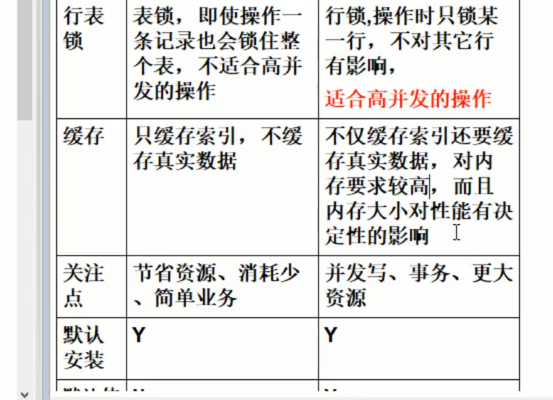 行表
锁
表锁，即使操作一
条记录也会锁住整
个表，不适合高并
发的操作
行锁,操作时只锁某
一行，不对其它行
有影响，
适合高并发的操作
缓存
只缓存索引，不缓
存真实数据
不仅缓存索引还要缓
存真实数据，对内
存要求较高，而且
内存大小对性能有决
定性的影响
关注
点
节省资源、消耗少
、简单业务
并发写、事务、更大
资源
默认
安装
Y
Y